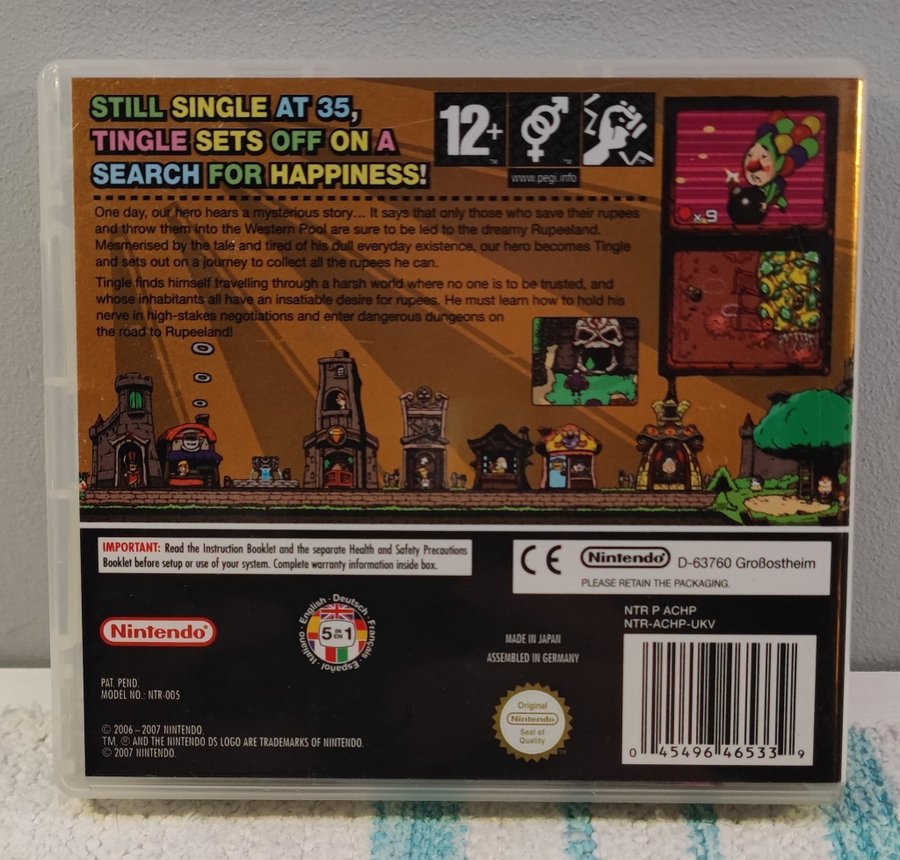 STILL SINGLE AT 35,
TINGLE SETS OFF ON A
SEARCH FOR HAPPINESS!
12+
TM
TM
TM
www.pegi.info
One day, our hero hears a mysterious story... It says that only those who save their rupees
and throw them into the Western Pool are sure to be led to the dreamy Rupeeland.
Mesmerised by the tale and tired of his dull everyday existence, our hero becomes Tingle
and sets out on a journey to collect all the rupees he can.
Tingle finds himself travelling through a harsh world where no one is to be trusted, and
whose inhabitants all have an insatiable desire for rupees. He must learn how to hold his
nerve in high-stakes negotiations and enter dangerous dungeons on
the road to Rupeeland!
x 9
IMPORTANT: Read the Instruction Booklet and the separate Health and Safety Precautions
Booklet before setup or use of your system. Complete warranty information inside box.
CE Nintendo® D-63760 Großostheim
PLEASE RETAIN THE PACKAGING.
Nintendo®
English · Deutsch · Français · Español · Italiano ·
5 IN EN 1
MADE IN JAPAN
ASSEMBLED IN GERMANY
NTR P ACHP
NTR-ACHP-UKV
PAT. PEND.
MODEL NO.: NTR-005
© 2006–2007 NINTENDO.
TM, ® AND THE NINTENDO DS LOGO ARE TRADEMARKS OF NINTENDO.
© 2007 NINTENDO.
Original
Nintendo
Seal of
Quality
TM
0 45496 46533 9